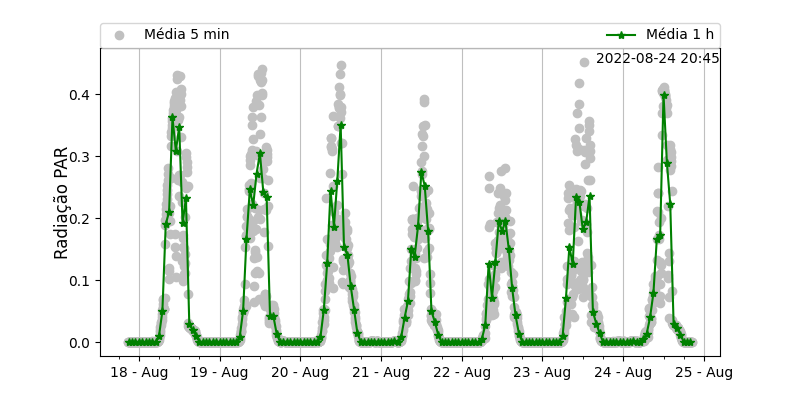 Média 5 min
Média 1 h
2022-08-24 20:45
Radiação PAR
0.4
0.3
0.2
0.1
0.0
18 - Aug
19 - Aug
20 - Aug
21 - Aug
22 - Aug
23 - Aug
24 - Aug
25 - Aug